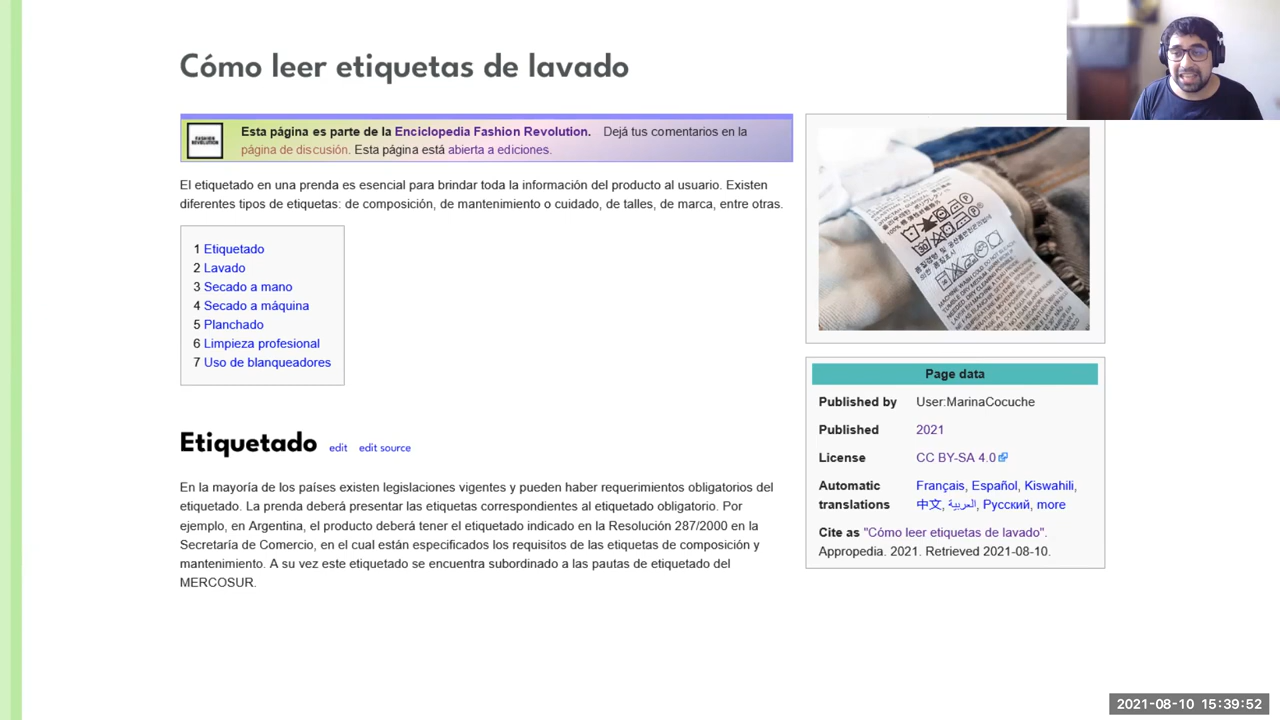 Cómo leer etiquetas de lavado
FASHION
REVOLUTION
Esta página es parte de la Enciclopedia Fashion Revolution. Dejá tus comentarios en la
página de discusión. Esta página está abierta a ediciones.
El etiquetado en una prenda es esencial para brindar toda la información del producto al usuario. Existen
diferentes tipos de etiquetas: de composición, de mantenimiento o cuidado, de talles, de marca, entre otras.
1 Etiquetado
2 Lavado
3 Secado a mano
4 Secado a máquina
5 Planchado
6 Limpieza profesional
7 Uso de blanqueadores
Etiquetado edit edit source
En la mayoría de los países existen legislaciones vigentes y pueden haber requerimientos obligatorios del
etiquetado. La prenda deberá presentar las etiquetas correspondientes al etiquetado obligatorio. Por
ejemplo, en Argentina, el producto deberá tener el etiquetado indicado en la Resolución 287/2000 en la
Secretaría de Comercio, en el cual están especificados los requisitos de las etiquetas de composición y
mantenimiento. A su vez este etiquetado se encuentra subordinado a las pautas de etiquetado del
MERCOSUR.
MACHINE WASH COLD DO NOT BLEACH
Page data
Published by User:MarinaCocuche
Published 2021
License CC BY-SA 4.0
Automatic translations Français, Español, Kiswahili,
中文, العربية, Русский, more
Cite as "Cómo leer etiquetas de lavado".
Appropedia. 2021. Retrieved 2021-08-10.
2021-08-10 15:39:52